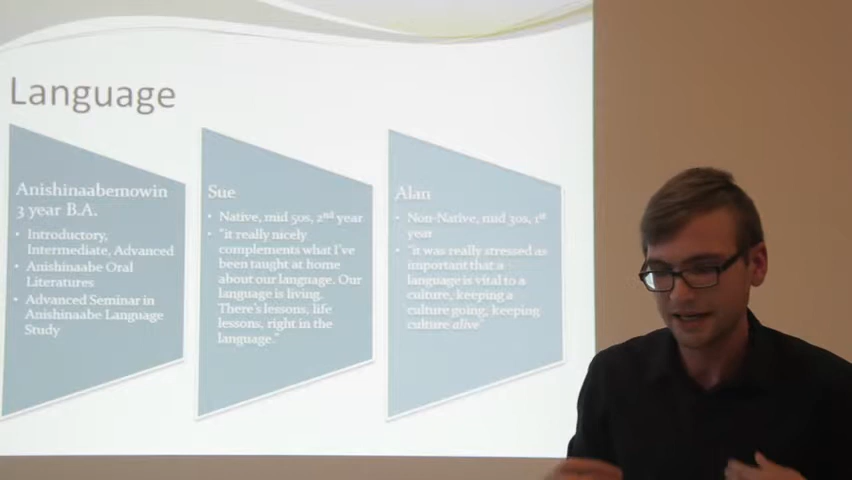 Language
Anishinaabemowin
3 year B.A.
• Introductory,
Intermediate, Advanced
• Anishinaabe Oral
Literatures
• Advanced Seminar in
Anishinaabe Language
Study
Sue
• Native, mid 50s, 2nd year
• "it really nicely
complements what I've
been taught at home
about our language. Our
language is living.
There's lessons, life
lessons, right in the
language."
Alan
• Non-Native, mid 30s, 1st
year
• "it was really stressed as
important that a
language is vital to a
culture, keeping a
culture going, keeping
culture alive"